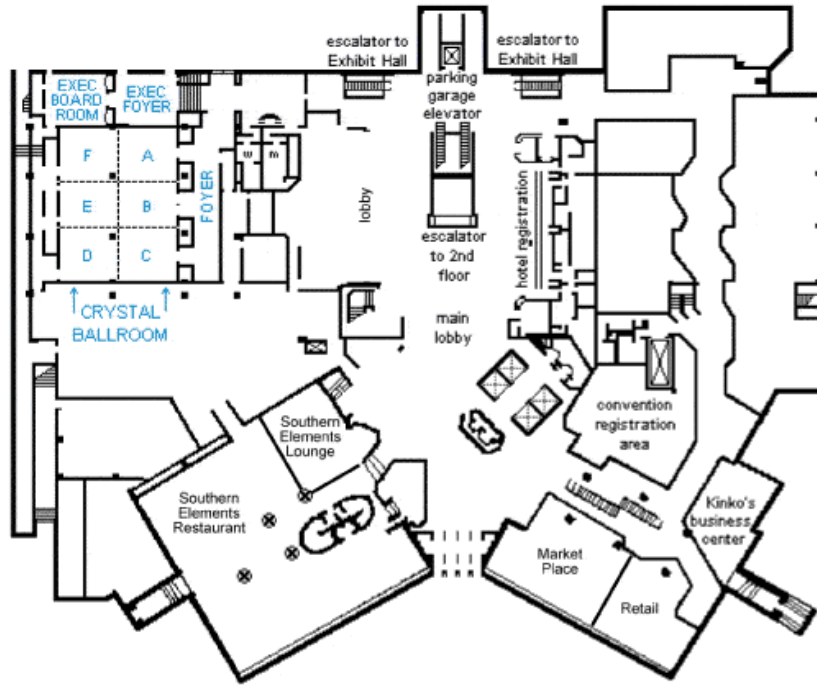 escalator to
Exhibit Hall
escalator to
Exhibit Hall
parking
garage
elevator
EXEC
BOARD
ROOM
EXEC
FOYER
F
A
W
m
E
B
FOYER
lobby
hotel registration
D
C
escalator
to 2nd
floor
CRYSTAL
BALLROOM
main
lobby
Southern
Elements
Lounge
convention
registration
area
Southern
Elements
Restaurant
Kinko's
business
center
Market
Place
Retail